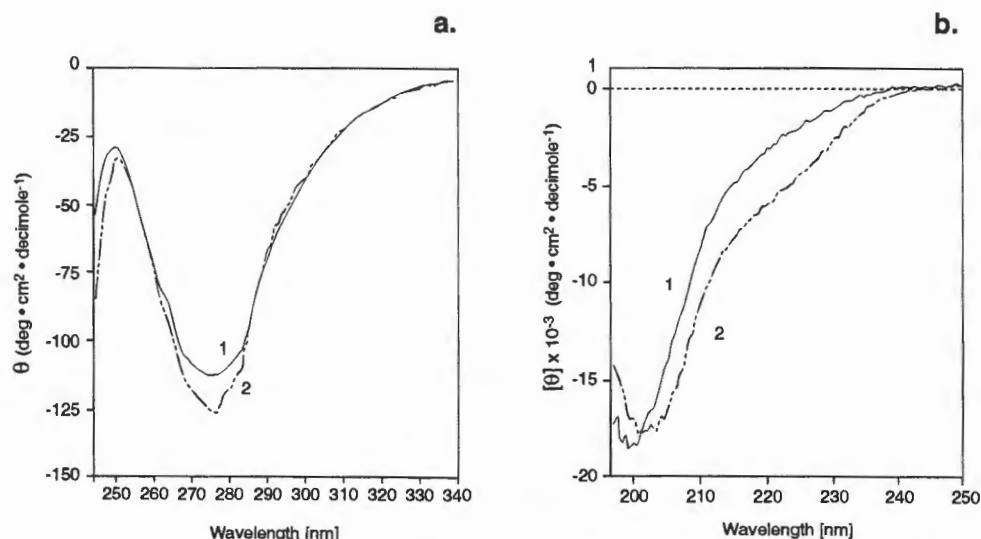 a.
0
-25
-50
-75
-100
-125
-150
θ (deg • cm² • decimole⁻¹)
1
2
250 260 270 280 290 300 310 320 330 340
Wavelength [nm]
b.
1
0
-5
-10
-15
-20
[θ] x 10⁻³ (deg • cm² • decimole⁻¹)
1
2
200 210 220 230 240 250
Wavelength [nm]